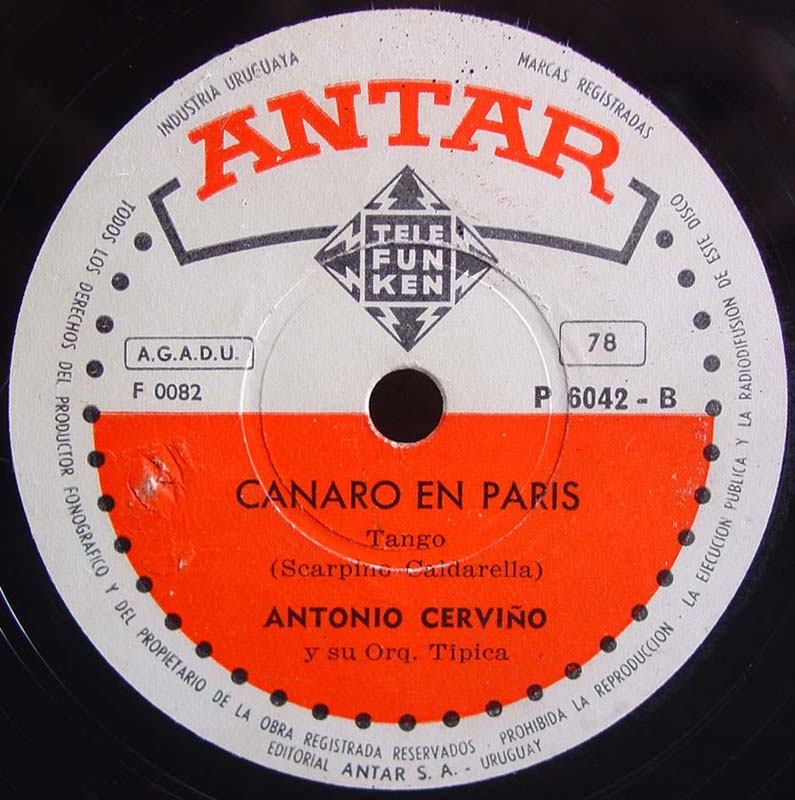 INDUSTRIA URUGUAYA
MARCAS REGISTRADAS
ANTAR
TELE
FUN
KEN
A.G.A.D.U.
78
F 0082
P 6042 - B
CANARO EN PARIS
Tango
(Scarpino Caldarella)
ANTONIO CERVIÑO
y su Orq. Típica
TODOS LOS DERECHOS DEL PRODUCTOR FONOGRAFICO Y DEL PROPIETARIO DE LA OBRA REGISTRADA RESERVADOS · PROHIBIDA LA REPRODUCCION · LA EJECUCION PUBLICA Y LA RADIODIFUSION DE ESTE DISCO
EDITORIAL ANTAR S. A. - URUGUAY